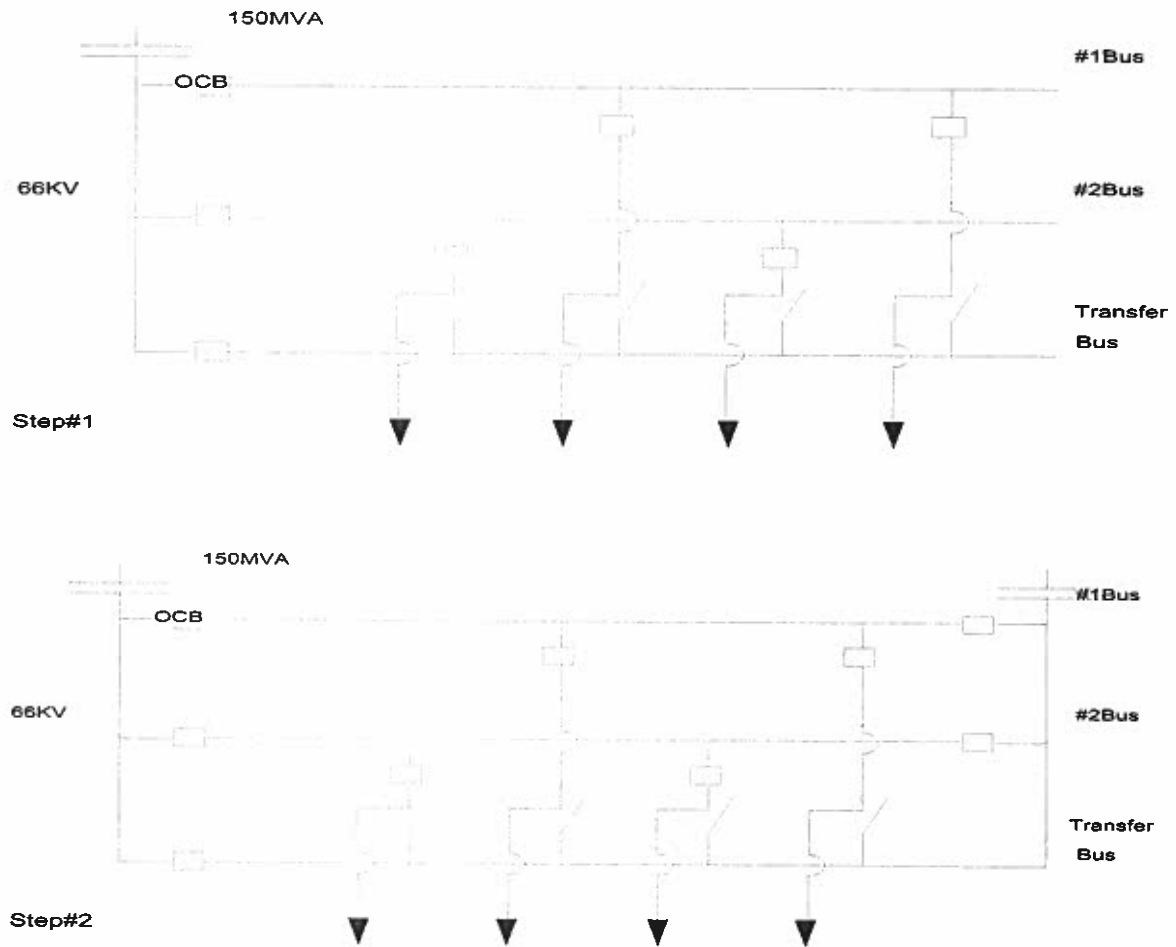 150MVA
#1Bus
OCB
66KV
#2Bus
Transfer
Bus
Step#1
150MVA
#1Bus
OCB
66KV
#2Bus
Transfer
Bus
Step#2